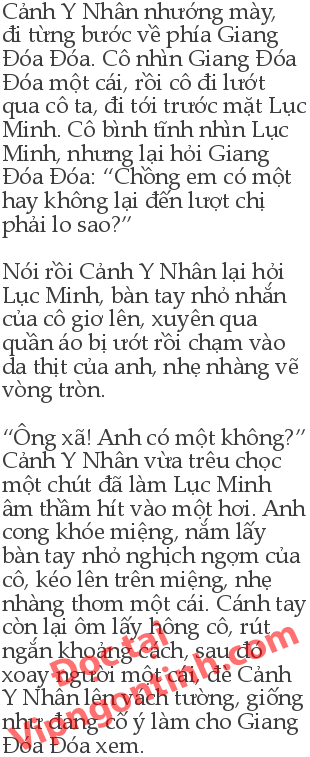 Cảnh Y Nhân nhướng mày,
đi từng bước về phía Giang
Đóa Đóa. Cô nhìn Giang Đóa
Đóa một cái, rồi cô đi lướt
qua cô ta, đi tới trước mặt Lục
Minh. Cô bình tĩnh nhìn Lục
Minh, nhưng lại hỏi Giang
Đóa Đóa: “Chồng em có một
hay không lại đến lượt chị
phải lo sao?”

Nói rồi Cảnh Y Nhân lại hỏi
Lục Minh, bàn tay nhỏ nhắn
của cô giơ lên, xuyên qua
quần áo bị ướt rồi chạm vào
da thịt của anh, nhẹ nhàng vẽ
vòng tròn.

“Ông xã! Anh có một không?”
Cảnh Y Nhân vừa trêu chọc
một chút đã làm Lục Minh
âm thầm hít vào một hơi. Anh
cong khóe miệng, nắm lấy
bàn tay nhỏ nghịch ngợm của
cô, kéo lên trên miệng, nhẹ
nhàng thơm một cái. Cánh tay
còn lại ôm lấy hông cô, rút
ngắn khoảng cách, sau đó
xoay người một cái, đè Cảnh
Y Nhân lên vách tường, giống
như đang cố ý làm cho Giang
Đóa Đóa xem.
Đọc tại
Vipngontinh.com